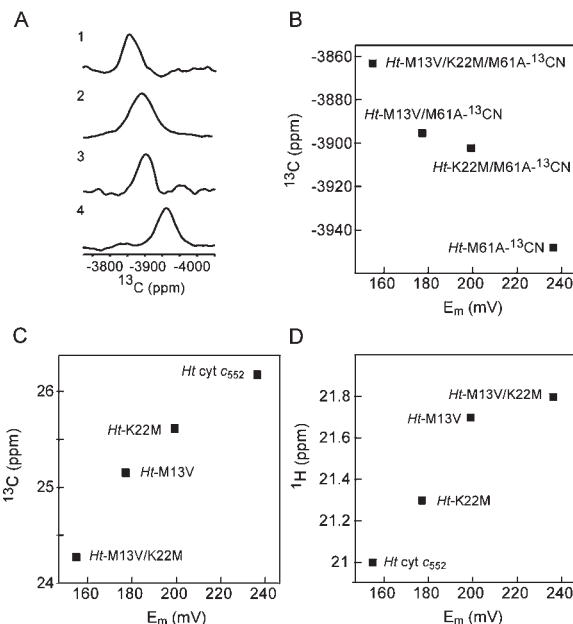 A
1
2
3
4
-3800 -3900 -4000
13C (ppm)
B
-3860
-3880
-3900
-3920
-3940
13C (ppm)
Ht-M13V/K22M/M61A-13CN
Ht-M13V/M61A-13CN
Ht-K22M/M61A-13CN
Ht-M61A-13CN
160 180 200 220 240
Em (mV)
C
26
25
24
13C (ppm)
Ht cyt c552
Ht-K22M
Ht-M13V
Ht-M13V/K22M
160 180 200 220 240
Em (mV)
D
21.8
21.6
21.4
21.2
21
1H (ppm)
Ht-M13V/K22M
Ht-M13V
Ht-K22M
Ht cyt c552
160 180 200 220 240
Em (mV)